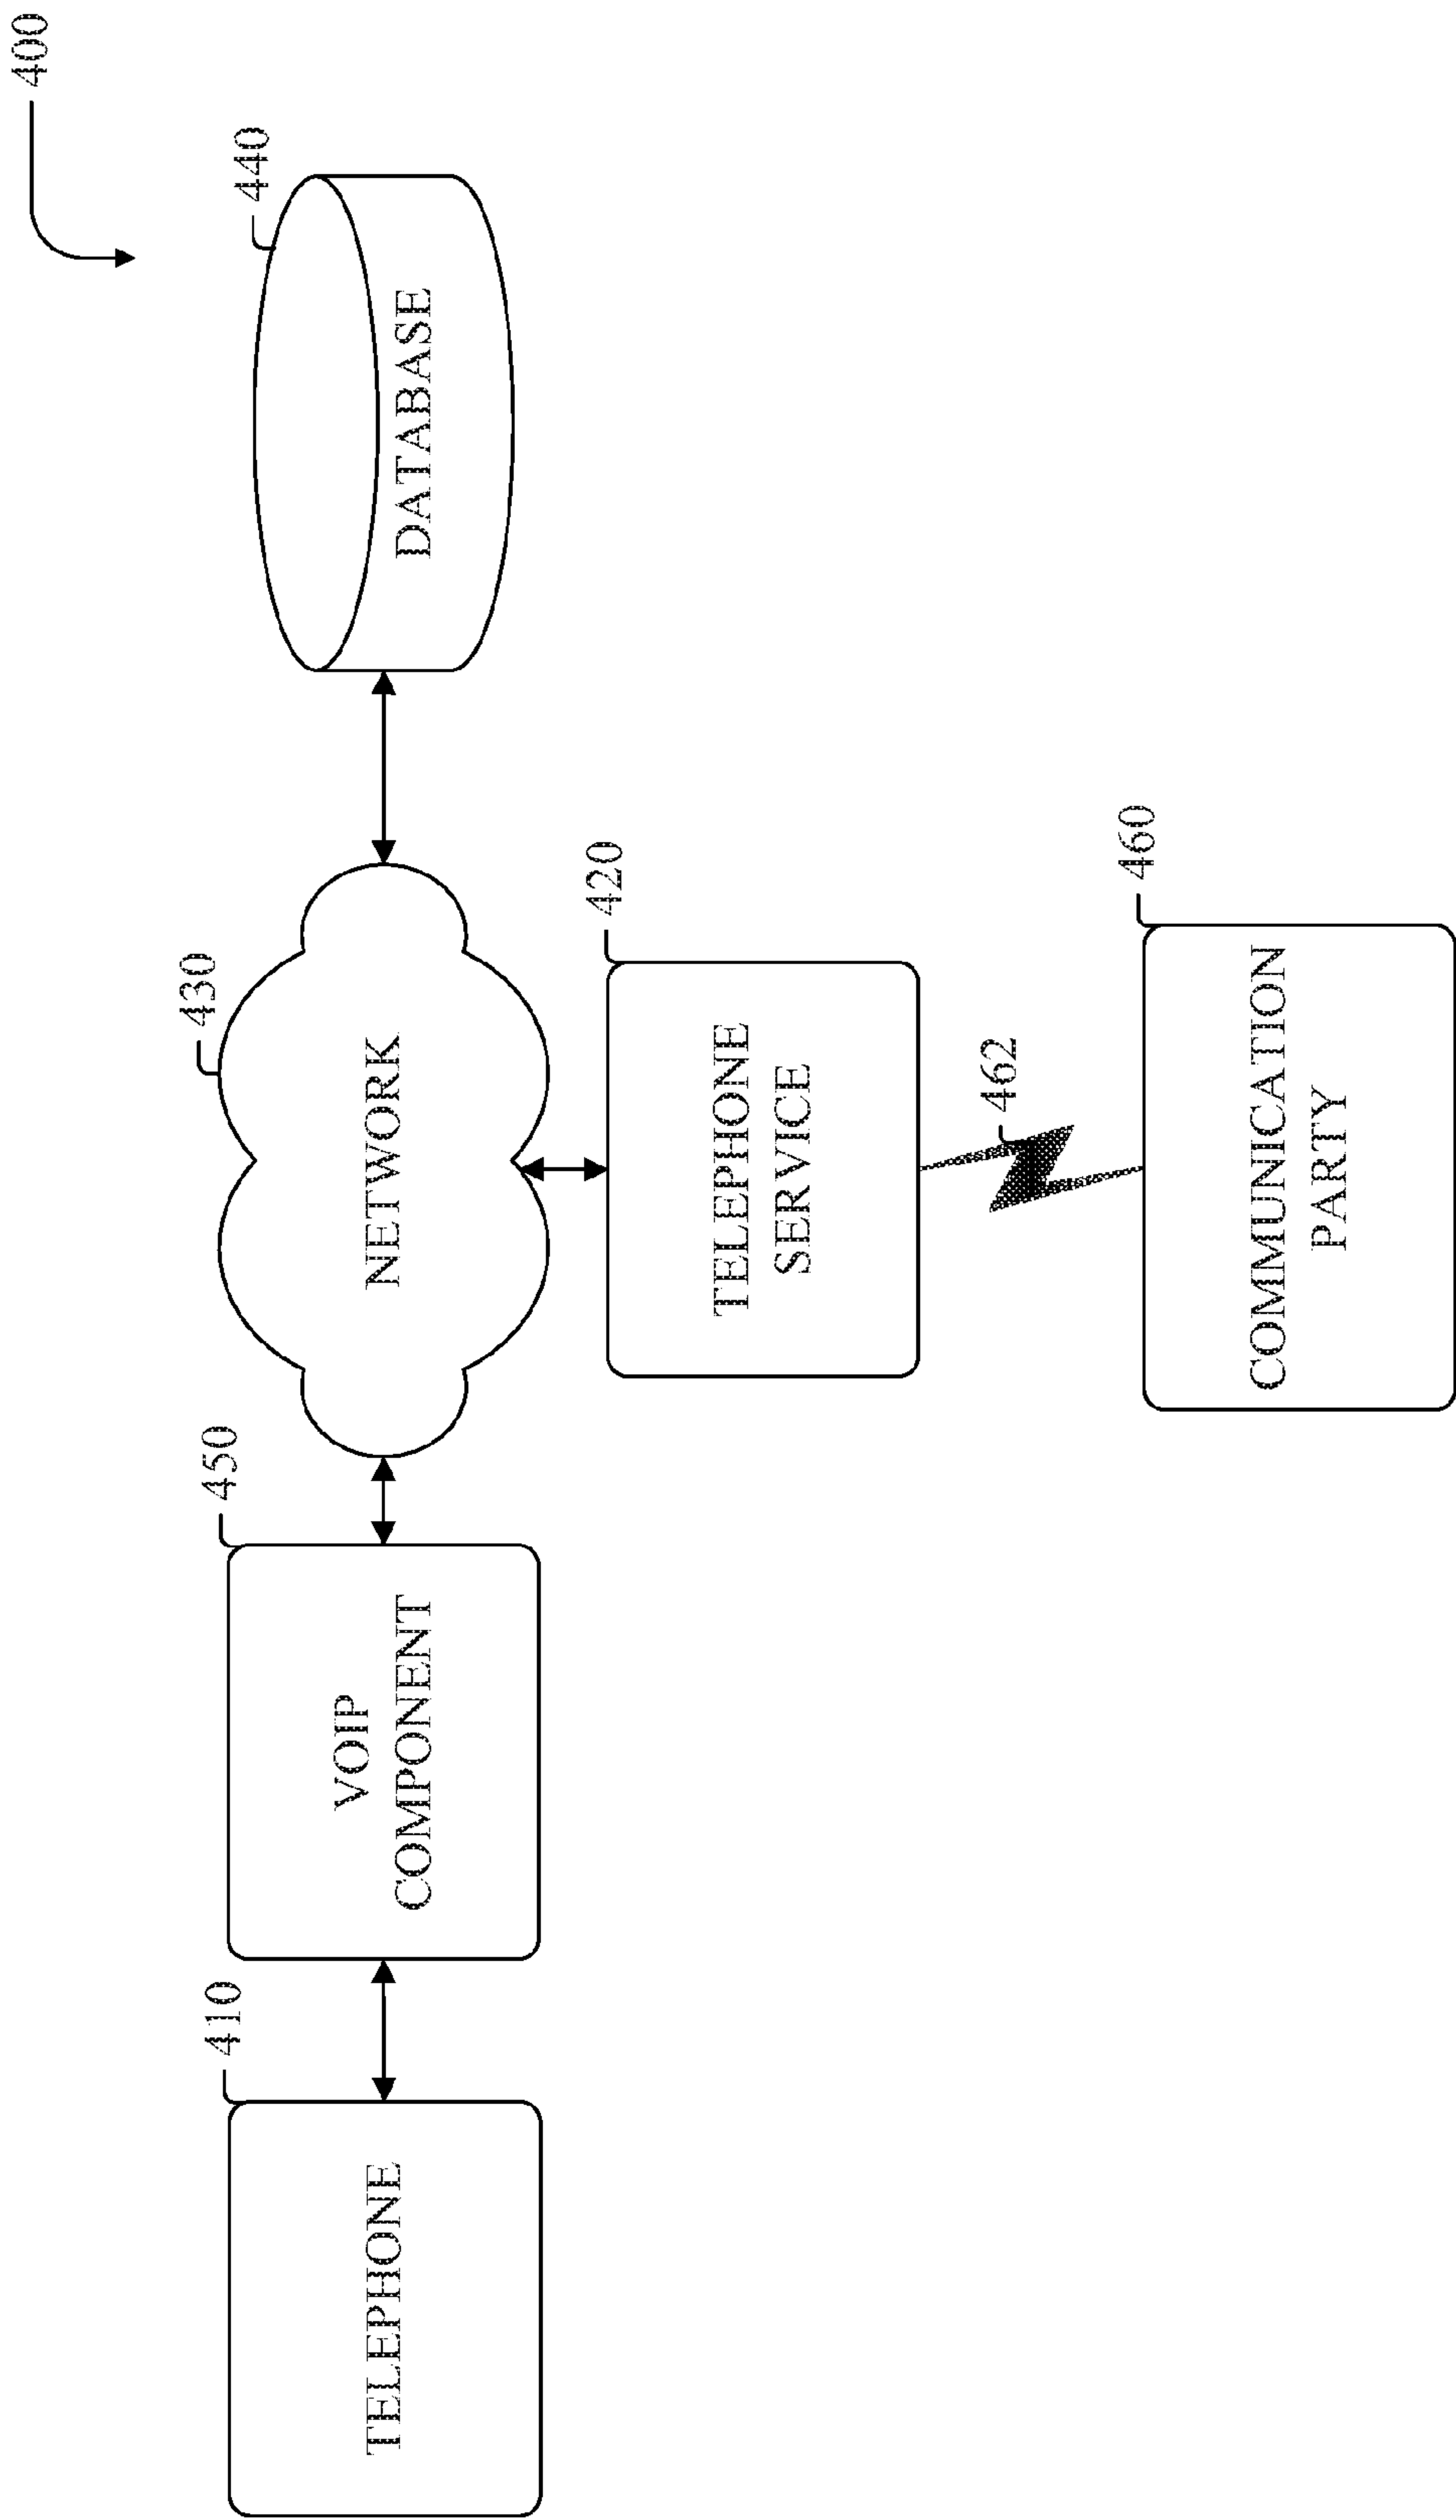 400
410
TELEPHONE
450
VOIP
COMPONENT
430
NETWORK
440
DATABASE
420
TELEPHONE
SERVICE
462
460
COMMUNICATION
PARTY